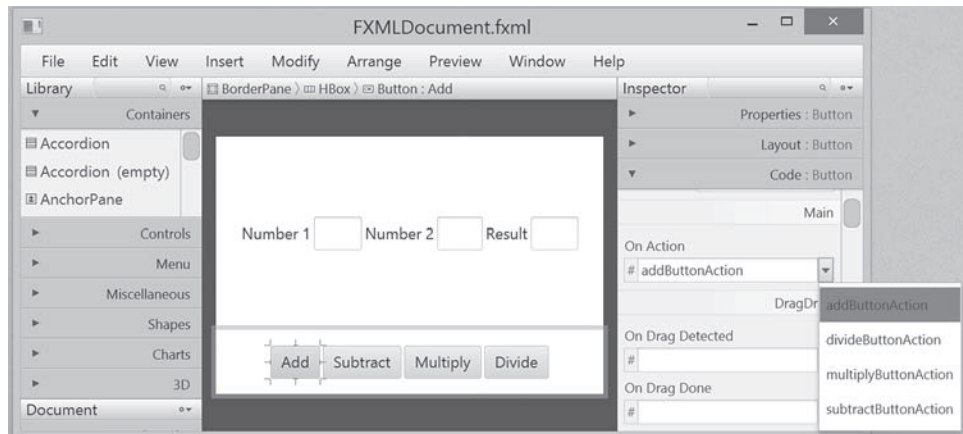 FXMLDocument.fxml
File Edit View Insert Modify Arrange Preview Window Help
Library
BorderPane HBox Button : Add
Inspector
Containers
Accordion
Accordion (empty)
AnchorPane
Controls
Menu
Miscellaneous
Shapes
Charts
3D
Document
Number 1 Number 2 Result
Add Subtract Multiply Divide
Properties : Button
Layout : Button
Code : Button
Main
On Action
# addButtonAction
DragDr
On Drag Detected
#
On Drag Done
#
addButtonAction
divideButtonAction
multiplyButtonAction
subtractButtonAction